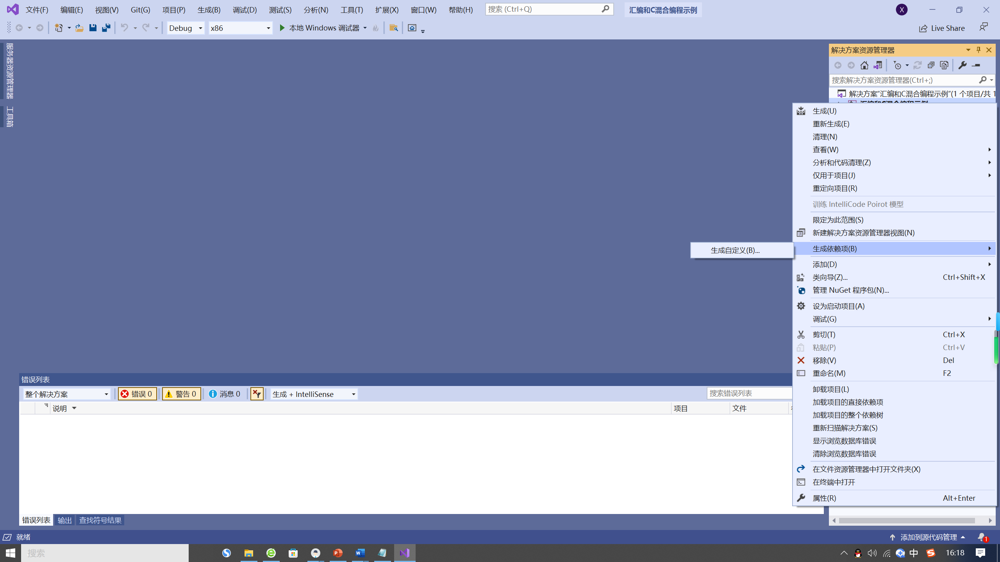 文件(F) 编辑(E) 视图(V) Git(G) 项目(P) 生成(B) 调试(D) 测试(S) 分析(N) 工具(T) 扩展(X) 窗口(W) 帮助(H) 搜索 (Ctrl+Q) 汇编和C混合编程示例 X
Debug x86 本地 Windows 调试器 Live Share
服务器资源管理器
工具箱
解决方案资源管理器
搜索解决方案资源管理器(Ctrl+;)
解决方案"汇编和C混合编程示例"(1 个项目/共 1
汇编和C混合编程示例
生成(U)
重新生成(E)
清理(N)
查看(W)
分析和代码清理(Z)
仅用于项目(J)
重定向项目(R)
训练 IntelliCode Poirot 模型
限定为此范围(S)
新建解决方案资源管理器视图(N)
生成依赖项(B)
生成自定义(B)...
添加(D)
类向导(Z)... Ctrl+Shift+X
管理 NuGet 程序包(N)...
设为启动项目(A)
调试(G)
剪切(T) Ctrl+X
粘贴(P) Ctrl+V
移除(V) Del
重命名(M) F2
卸载项目(L)
加载项目的直接依赖项
加载项目的整个依赖树
重新扫描解决方案(S)
显示浏览数据库错误
清除浏览数据库错误
在文件资源管理器中打开文件夹(X)
在终端中打开
属性(R) Alt+Enter
错误列表
整个解决方案 错误 0 警告 0 消息 0 生成 + IntelliSense 搜索错误列表
说明 项目 文件
错误列表 输出 查找符号结果
就绪 添加到源代码管理 1
搜索 中 16:18